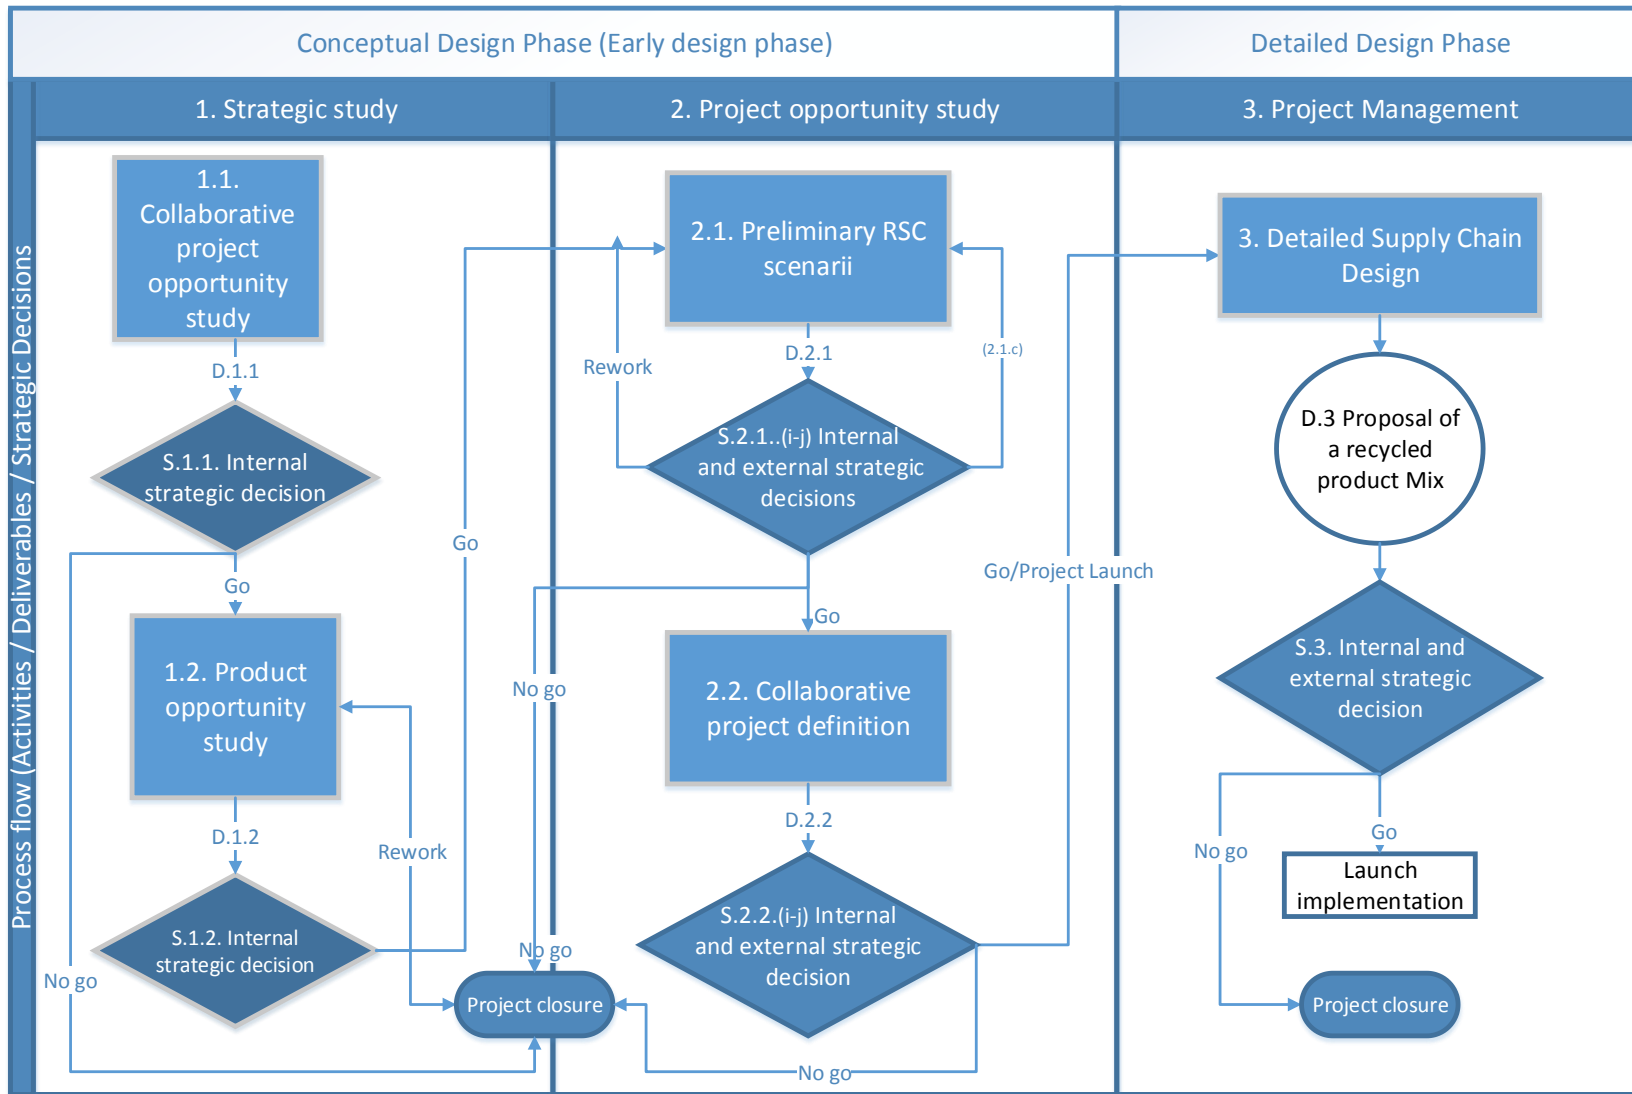 Conceptual Design Phase (Early design phase)
Detailed Design Phase
Process flow (Activities / Deliverables / Strategic Decisions
1. Strategic study
2. Project opportunity study
3. Project Management
1.1.
Collaborative
project
opportunity
study
D.1.1
S.1.1. Internal
strategic decision
Go
No go
1.2. Product
opportunity
study
D.1.2
Rework
S.1.2. Internal
strategic decision
Go
2.1. Preliminary RSC
scenarii
Rework
D.2.1
(2.1.c)
S.2.1..(i-j) Internal
and external strategic
decisions
Go
No go
2.2. Collaborative
project definition
D.2.2
S.2.2.(i-j) Internal
and external strategic
decision
No go
Project closure
No go
Go/Project Launch
3. Detailed Supply Chain
Design
D.3 Proposal of
a recycled
product Mix
S.3. Internal and
external strategic
decision
Go
No go
Launch
implementation
Project closure